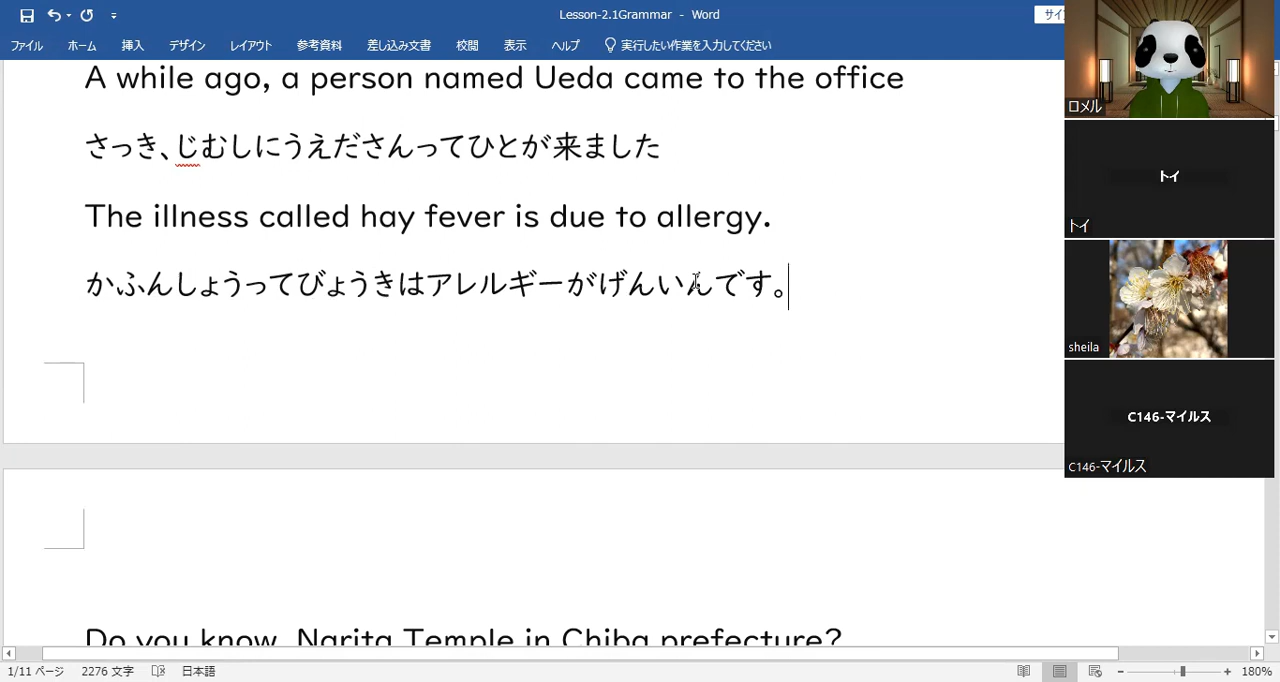 Lesson-2.1Grammar - Word
サイ
ファイル ホーム 挿入 デザイン レイアウト 参考資料 差し込み文書 校閲 表示 ヘルプ 実行したい作業を入力してください
A while ago, a person named Ueda came to the office
さっき、じむしにうえださんってひとが来ました
The illness called hay fever is due to allergy.
かふんしょうってびょうきはアレルギーがげんいんです。
Do you know, Narita Temple in Chiba prefecture?
ロメル
トイ
トイ
sheila
C146-マイルス
C146-マイルス
1/11 ページ 2276 文字 日本語 180%